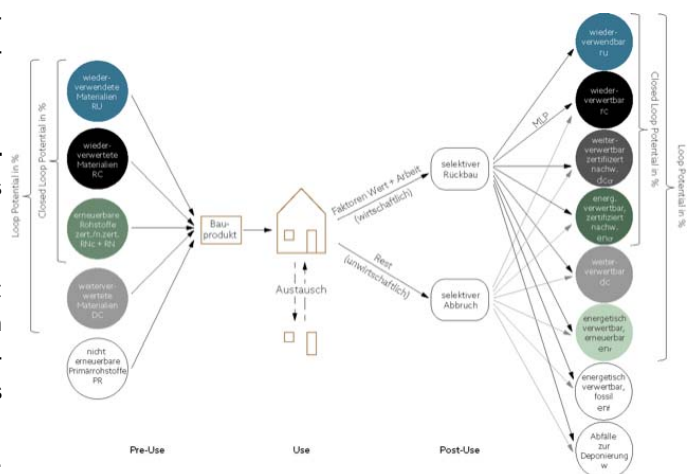 Loop Potential in %
Closed Loop Potential in %
wieder-
verwendete
Materialien
RU
wieder-
verwertete
Materialien
RC
erneuerbare
Rohstoffe
zert./n.zert.
RNc + RN
weiterver-
wertete
Materialien
DC
nicht
erneuerbare
Primärrohstoffe
PR
Bau-
produkt
Austausch
Faktoren Wert + Arbeit
(wirtschaftlich)
Rest
(unwirtschaftlich)
selektiver
Rückbau
selektiver
Abbruch
MLP
wieder-
verwendbar
ru
wieder-
verwertbar
rc
weiter-
verwertbar
zertifiziert
nachw.
energ.
verwertbar,
zertifiziert
nachw.
weiter-
verwertbar
dc
energetisch
verwertbar,
erneuerbar
energetisch
verwertbar,
fossil
enf
Abfälle
zur
Deponierung
w
Closed Loop Potential in %
Loop Potential in %
Pre-Use
Use
Post-Use